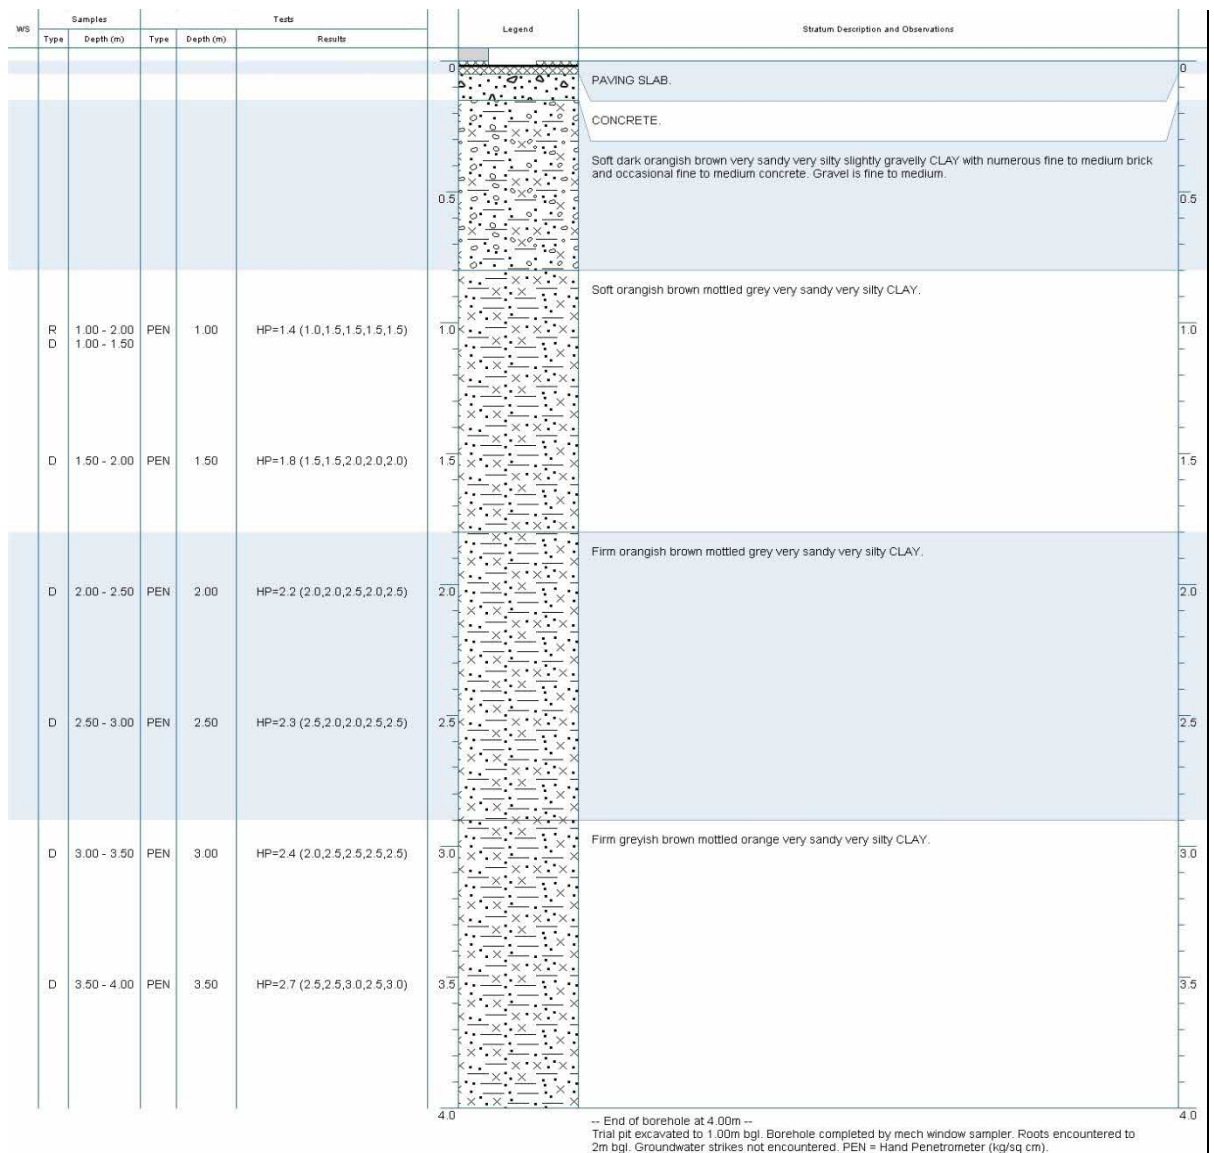 Samples Tests
WS Legend Stratum Description and Observations
Type Depth (m) Type Depth (m) Results
0 0
PAVING SLAB.
CONCRETE.
Soft dark orangish brown very sandy very silty slightly gravelly CLAY with numerous fine to medium brick
and occasional fine to medium concrete. Gravel is fine to medium.
0.5 0.5
Soft orangish brown mottled grey very sandy very silty CLAY.
R 1.00 - 2.00 PEN 1.00 HP=1.4 (1.0,1.5,1.5,1.5,1.5) 1.0 1.0
D 1.00 - 1.50
D 1.50 - 2.00 PEN 1.50 HP=1.8 (1.5,1.5,2.0,2.0,2.0) 1.5 1.5
Firm orangish brown mottled grey very sandy very silty CLAY.
D 2.00 - 2.50 PEN 2.00 HP=2.2 (2.0,2.0,2.5,2.0,2.5) 2.0 2.0
D 2.50 - 3.00 PEN 2.50 HP=2.3 (2.5,2.0,2.0,2.5,2.5) 2.5 2.5
Firm greyish brown mottled orange very sandy very silty CLAY.
D 3.00 - 3.50 PEN 3.00 HP=2.4 (2.0,2.5,2.5,2.5,2.5) 3.0 3.0
D 3.50 - 4.00 PEN 3.50 HP=2.7 (2.5,2.5,3.0,2.5,3.0) 3.5 3.5
4.0 4.0
-- End of borehole at 4.00m --
Trial pit excavated to 1.00m bgl. Borehole completed by mech window sampler. Roots encountered to
2m bgl. Groundwater strikes not encountered. PEN = Hand Penetrometer (kg/sq cm).